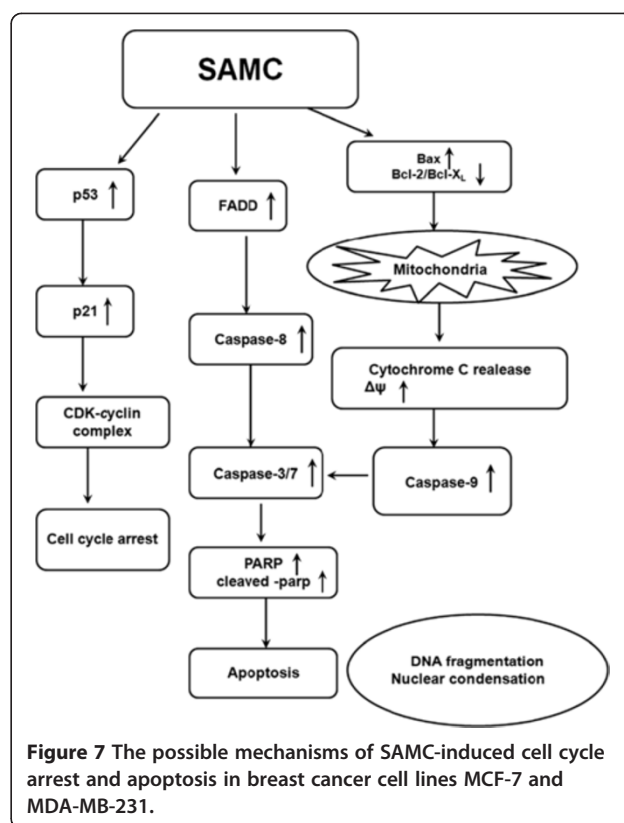 SAMC
p53 ↑
p21 ↑
CDK-cyclin
complex
Cell cycle arrest
FADD ↑
Caspase-8 ↑
Caspase-3/7 ↑
PARP ↑
cleaved -parp ↑
Apoptosis
Bax ↑
Bcl-2/Bcl-XL ↓
Mitochondria
Cytochrome C realease
Δψ ↑
Caspase-9 ↑
DNA fragmentation
Nuclear condensation
Figure 7 The possible mechanisms of SAMC-induced cell cycle
arrest and apoptosis in breast cancer cell lines MCF-7 and
MDA-MB-231.